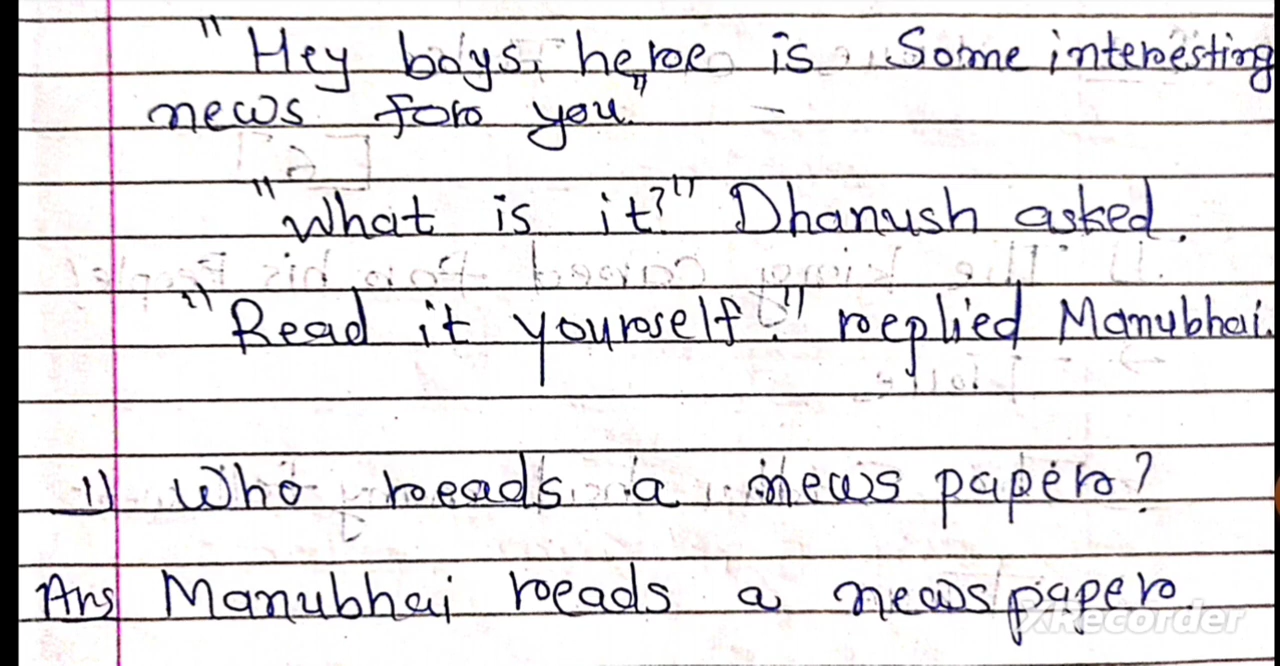 "Hey boys, here is Some interesting
news for you."
"What is it?" Dhanush asked.
"Read it yourself." replied Manubhai.
1) Who reads a news paper?
Ans Manubhai reads a news paper
XRecorder